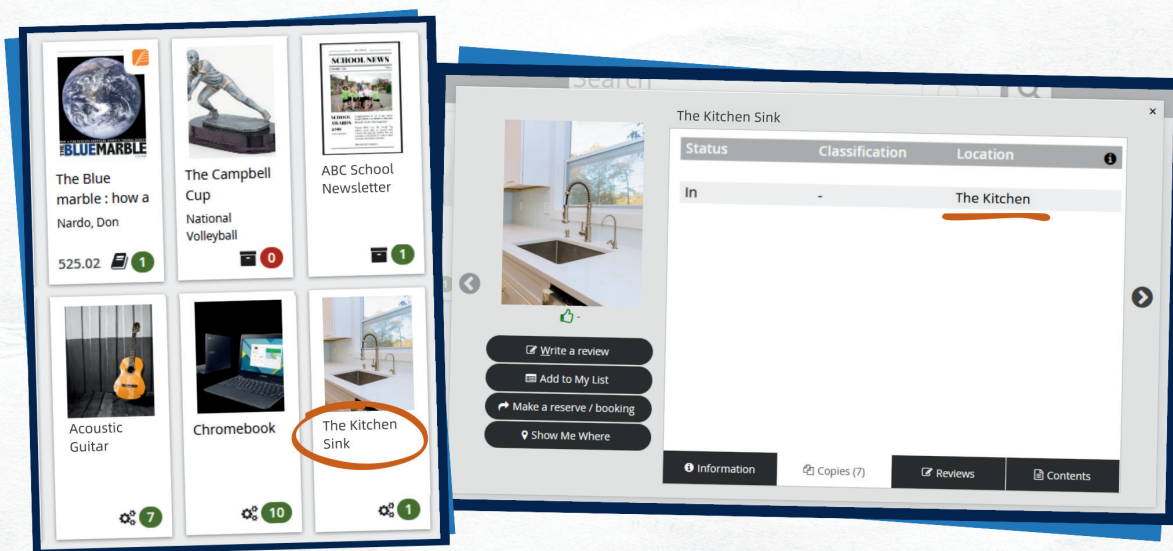 THE BLUEMARBLE
The Blue
marble : how a
Nardo, Don
525.02 1
The Campbell
Cup
National
Volleyball
0
SCHOOL NEWS
SCHOOL
AWARDS
ABC School
Newsletter
1
Acoustic
Guitar
7
Chromebook
10
The Kitchen
Sink
1
Search
×
The Kitchen Sink
Status Classification Location
In - The Kitchen
-
Write a review
Add to My List
Make a reserve / booking
Show Me Where
Information
Copies (7)
Reviews
Contents